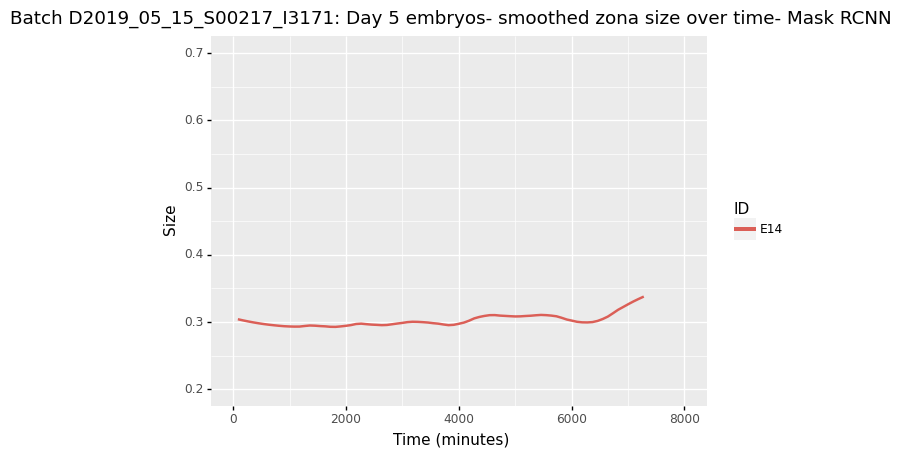 Batch D2019_05_15_S00217_I3171: Day 5 embryos- smoothed zona size over time- Mask RCNN
0.7
0.6
0.5
0.4
0.3
0.2
Size
0 2000 4000 6000 8000
Time (minutes)
ID
E14